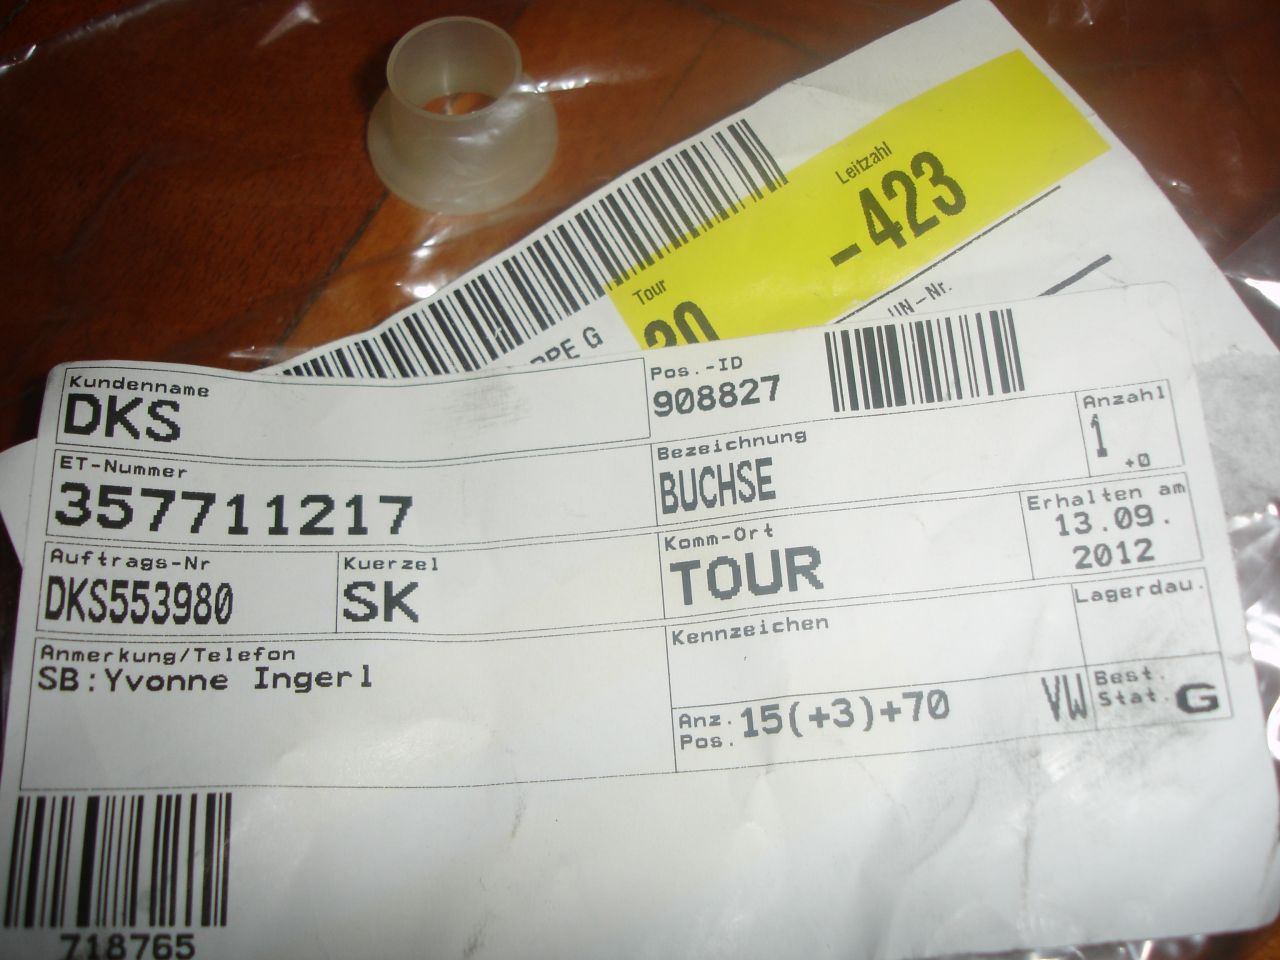 Leitzahl
-423
Tour
20
UN-Nr.
G
Kundenname
DKS
Pos.-ID
908827
ET-Nummer
357711217
Bezeichnung
BUCHSE
Anzahl
1
+0
Auftrags-Nr
DKS553980
Kuerzel
SK
Komm-Ort
TOUR
Erhalten am
13.09.
2012
Anmerkung/Telefon
SB:Yvonne Ingerl
Kennzeichen
Lagerdau.
Anz.
Pos.
15(+3)+70
VW
Best.
Stat.
G
718765